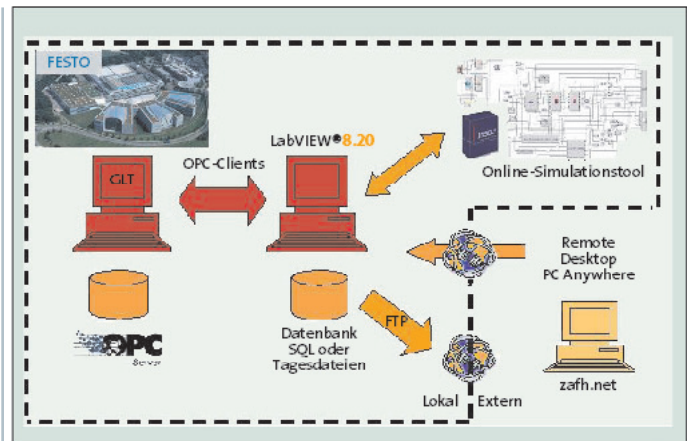 FESTO
LabVIEW®8.20
OPC-Clients
GLT
Online-Simulationstool
Remote
Desktop
PC Anywhere
OPC
Server
Datenbank
SQL oder
Tagesdateien
FTP
Lokal
Extern
zafh.net